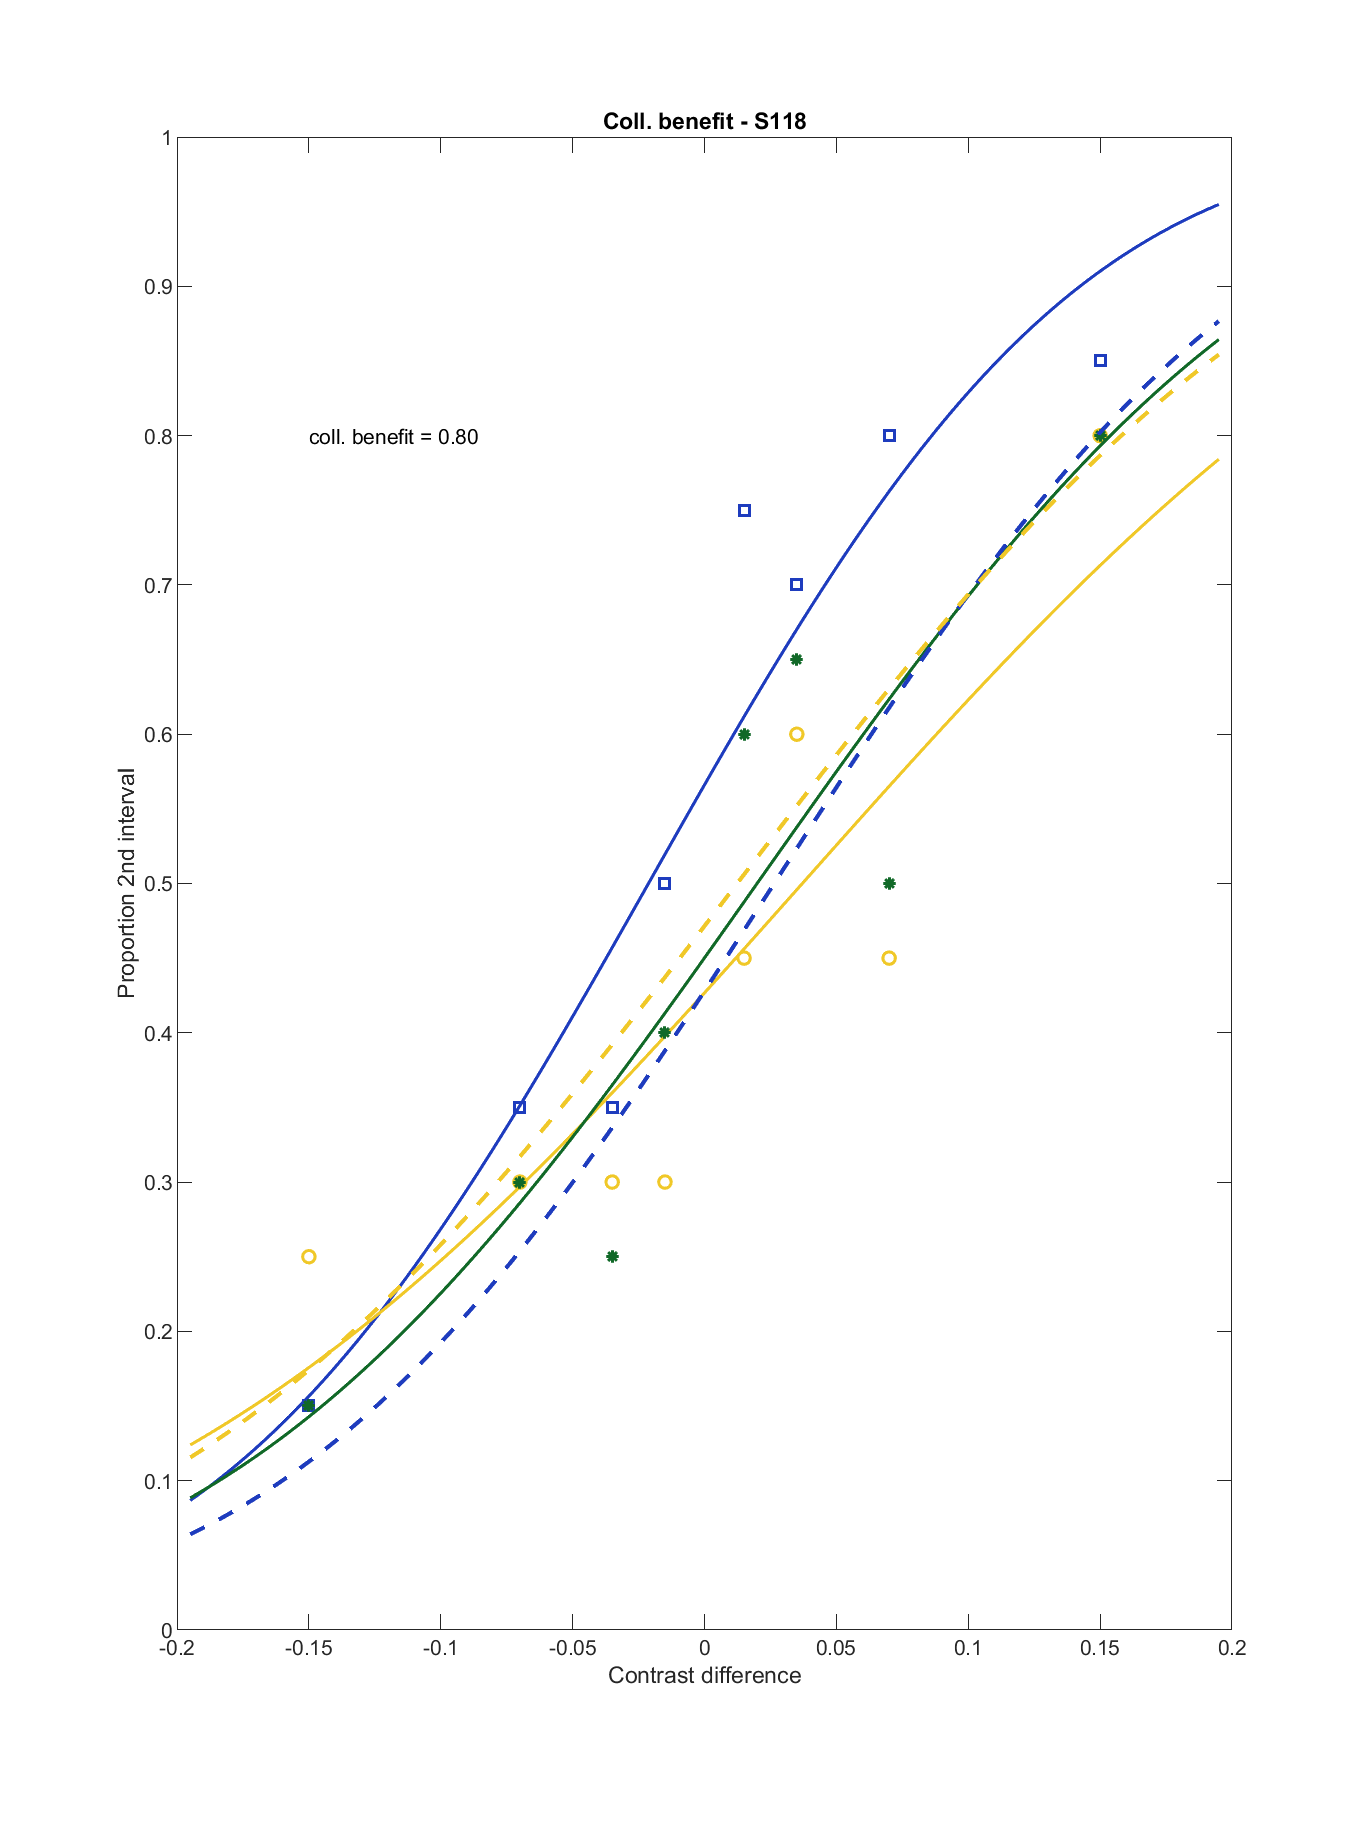 Coll. benefit - S118
1
0.9
0.8
coll. benefit = 0.80
0.7
0.6
0.5
0.4
0.3
0.2
0.1
0
Proportion 2nd interval
-0.2 -0.15 -0.1 -0.05 0 0.05 0.1 0.15 0.2
Contrast difference